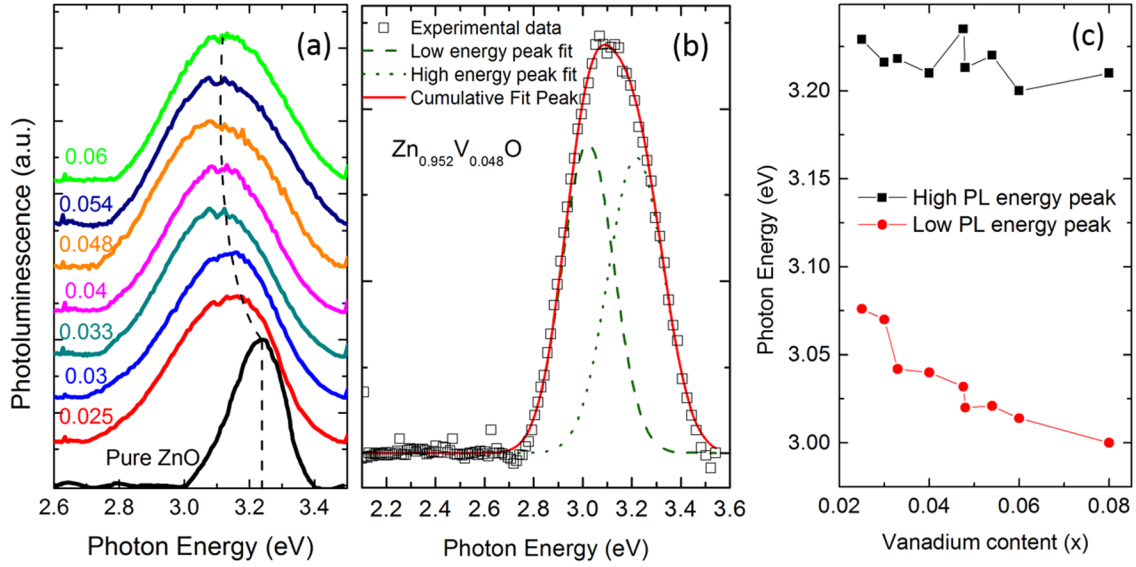 (a)
0.06
0.054
0.048
0.04
0.033
0.03
0.025
Pure ZnO
Photoluminescence (a.u.)
2.6 2.8 3.0 3.2 3.4
Photon Energy (eV)
(b)
Experimental data
Low energy peak fit
High energy peak fit
Cumulative Fit Peak
Zn0.952V0.048O
2.2 2.4 2.6 2.8 3.0 3.2 3.4 3.6
Photon Energy (eV)
(c)
3.20
3.15
3.10
3.05
3.00
Photon Energy (eV)
High PL energy peak
Low PL energy peak
0.02 0.04 0.06 0.08
Vanadium content (x)